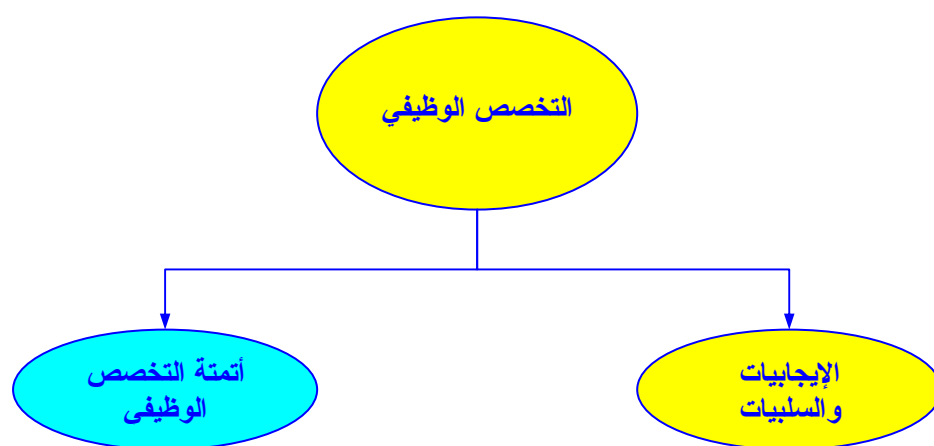 التخصص الوظيفي
الإيجابيات
والسلبيات
أتمتة التخصص
الوظيفى